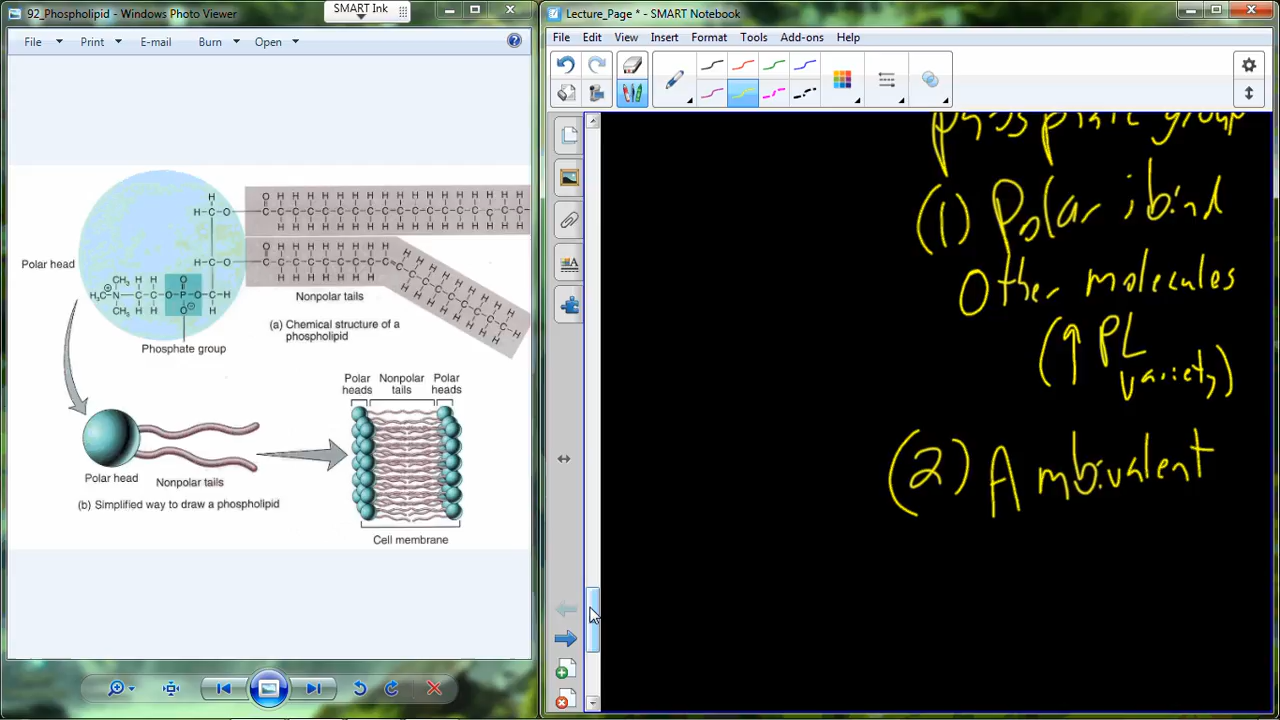 92_Phospholipid - Windows Photo Viewer
SMART Ink
File Print E-mail Burn Open
Polar head
Nonpolar tails
(a) Chemical structure of a
phospholipid
Phosphate group
Polar
heads
Nonpolar
tails
Polar
heads
Polar head
Nonpolar tails
(b) Simplified way to draw a phospholipid
Cell membrane
Lecture_Page * - SMART Notebook
File Edit View Insert Format Tools Add-ons Help
phosphate group
(1) Polar ; bind
Other molecules
(↑ PL
variety)
(2) Ambivalent